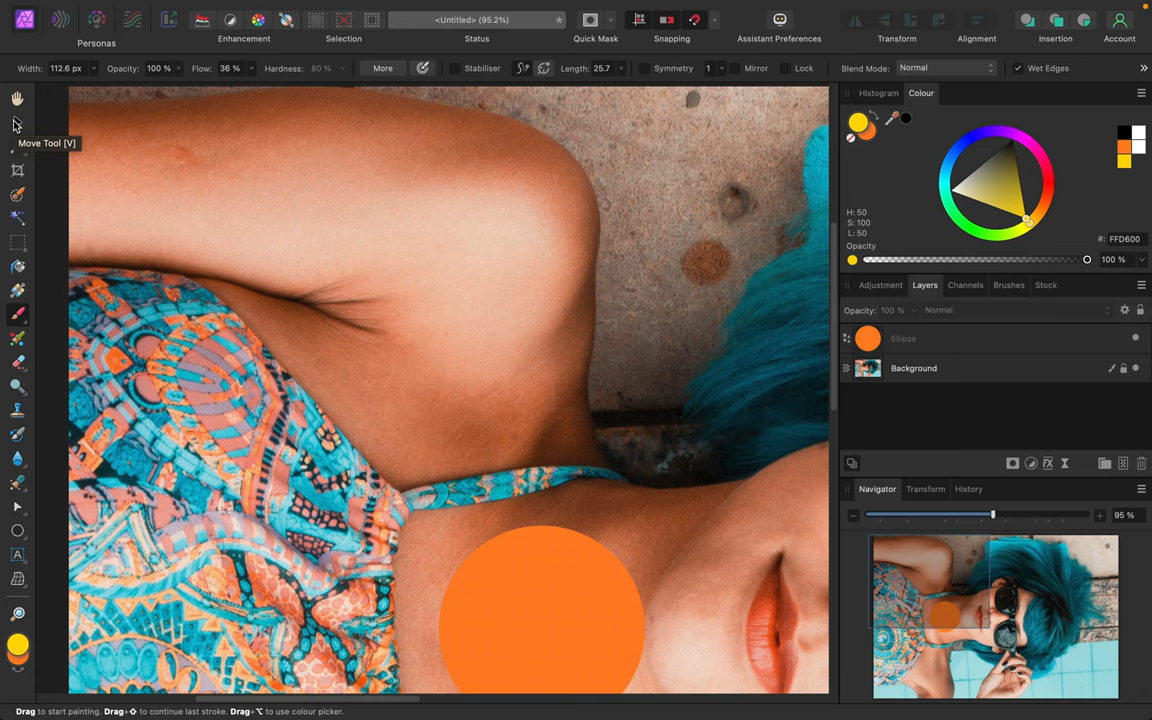 <Untitled> (95.2%)
Personas
Enhancement
Selection
Status
Quick Mask
Snapping
Assistant Preferences
Transform
Alignment
Insertion
Account
Width: 112.6 px
Opacity: 100 %
Flow: 36 %
Hardness: 80 %
More
Stabiliser
Length: 25.7
Symmetry 1
Mirror
Lock
Blend Mode: Normal
Wet Edges
Move Tool [V]
Histogram
Colour
H: 50
S: 100
L: 50
#: FFD600
Opacity
100 %
Adjustment
Layers
Channels
Brushes
Stock
Opacity: 100 %
Normal
Ellipse
Background
Navigator
Transform
History
95 %
Drag to start painting. Drag+⇧ to continue last stroke. Drag+⌥ to use colour picker.